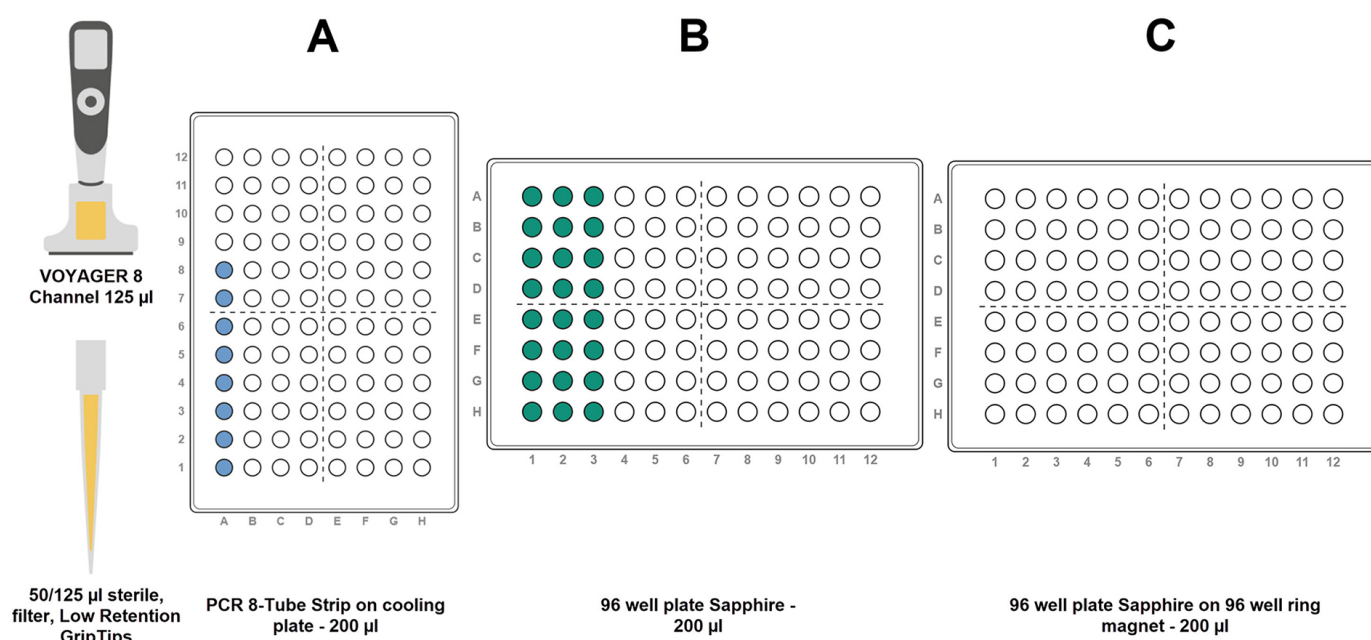 A
B
C
VOYAGER 8
Channel 125 µl
50/125 µl sterile,
filter, Low Retention
GripTips
12
11
10
9
8
7
6
5
4
3
2
1
A B C D E F G H
PCR 8-Tube Strip on cooling
plate - 200 µl
A
B
C
D
E
F
G
H
1 2 3 4 5 6 7 8 9 10 11 12
96 well plate Sapphire -
200 µl
A
B
C
D
E
F
G
H
1 2 3 4 5 6 7 8 9 10 11 12
96 well plate Sapphire on 96 well ring
magnet - 200 µl